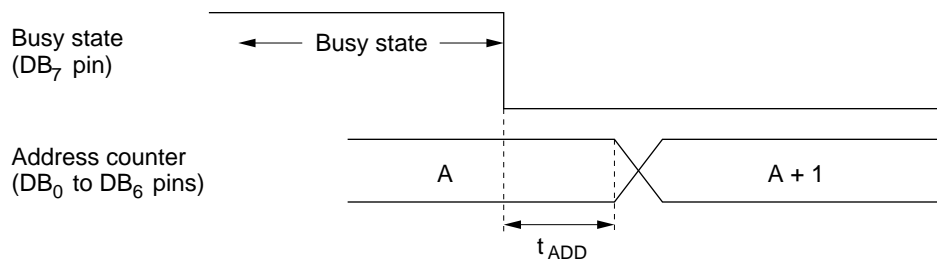 Busy state
(DB7 pin)
Busy state
Address counter
(DB0 to DB6 pins)
A
A + 1
tADD